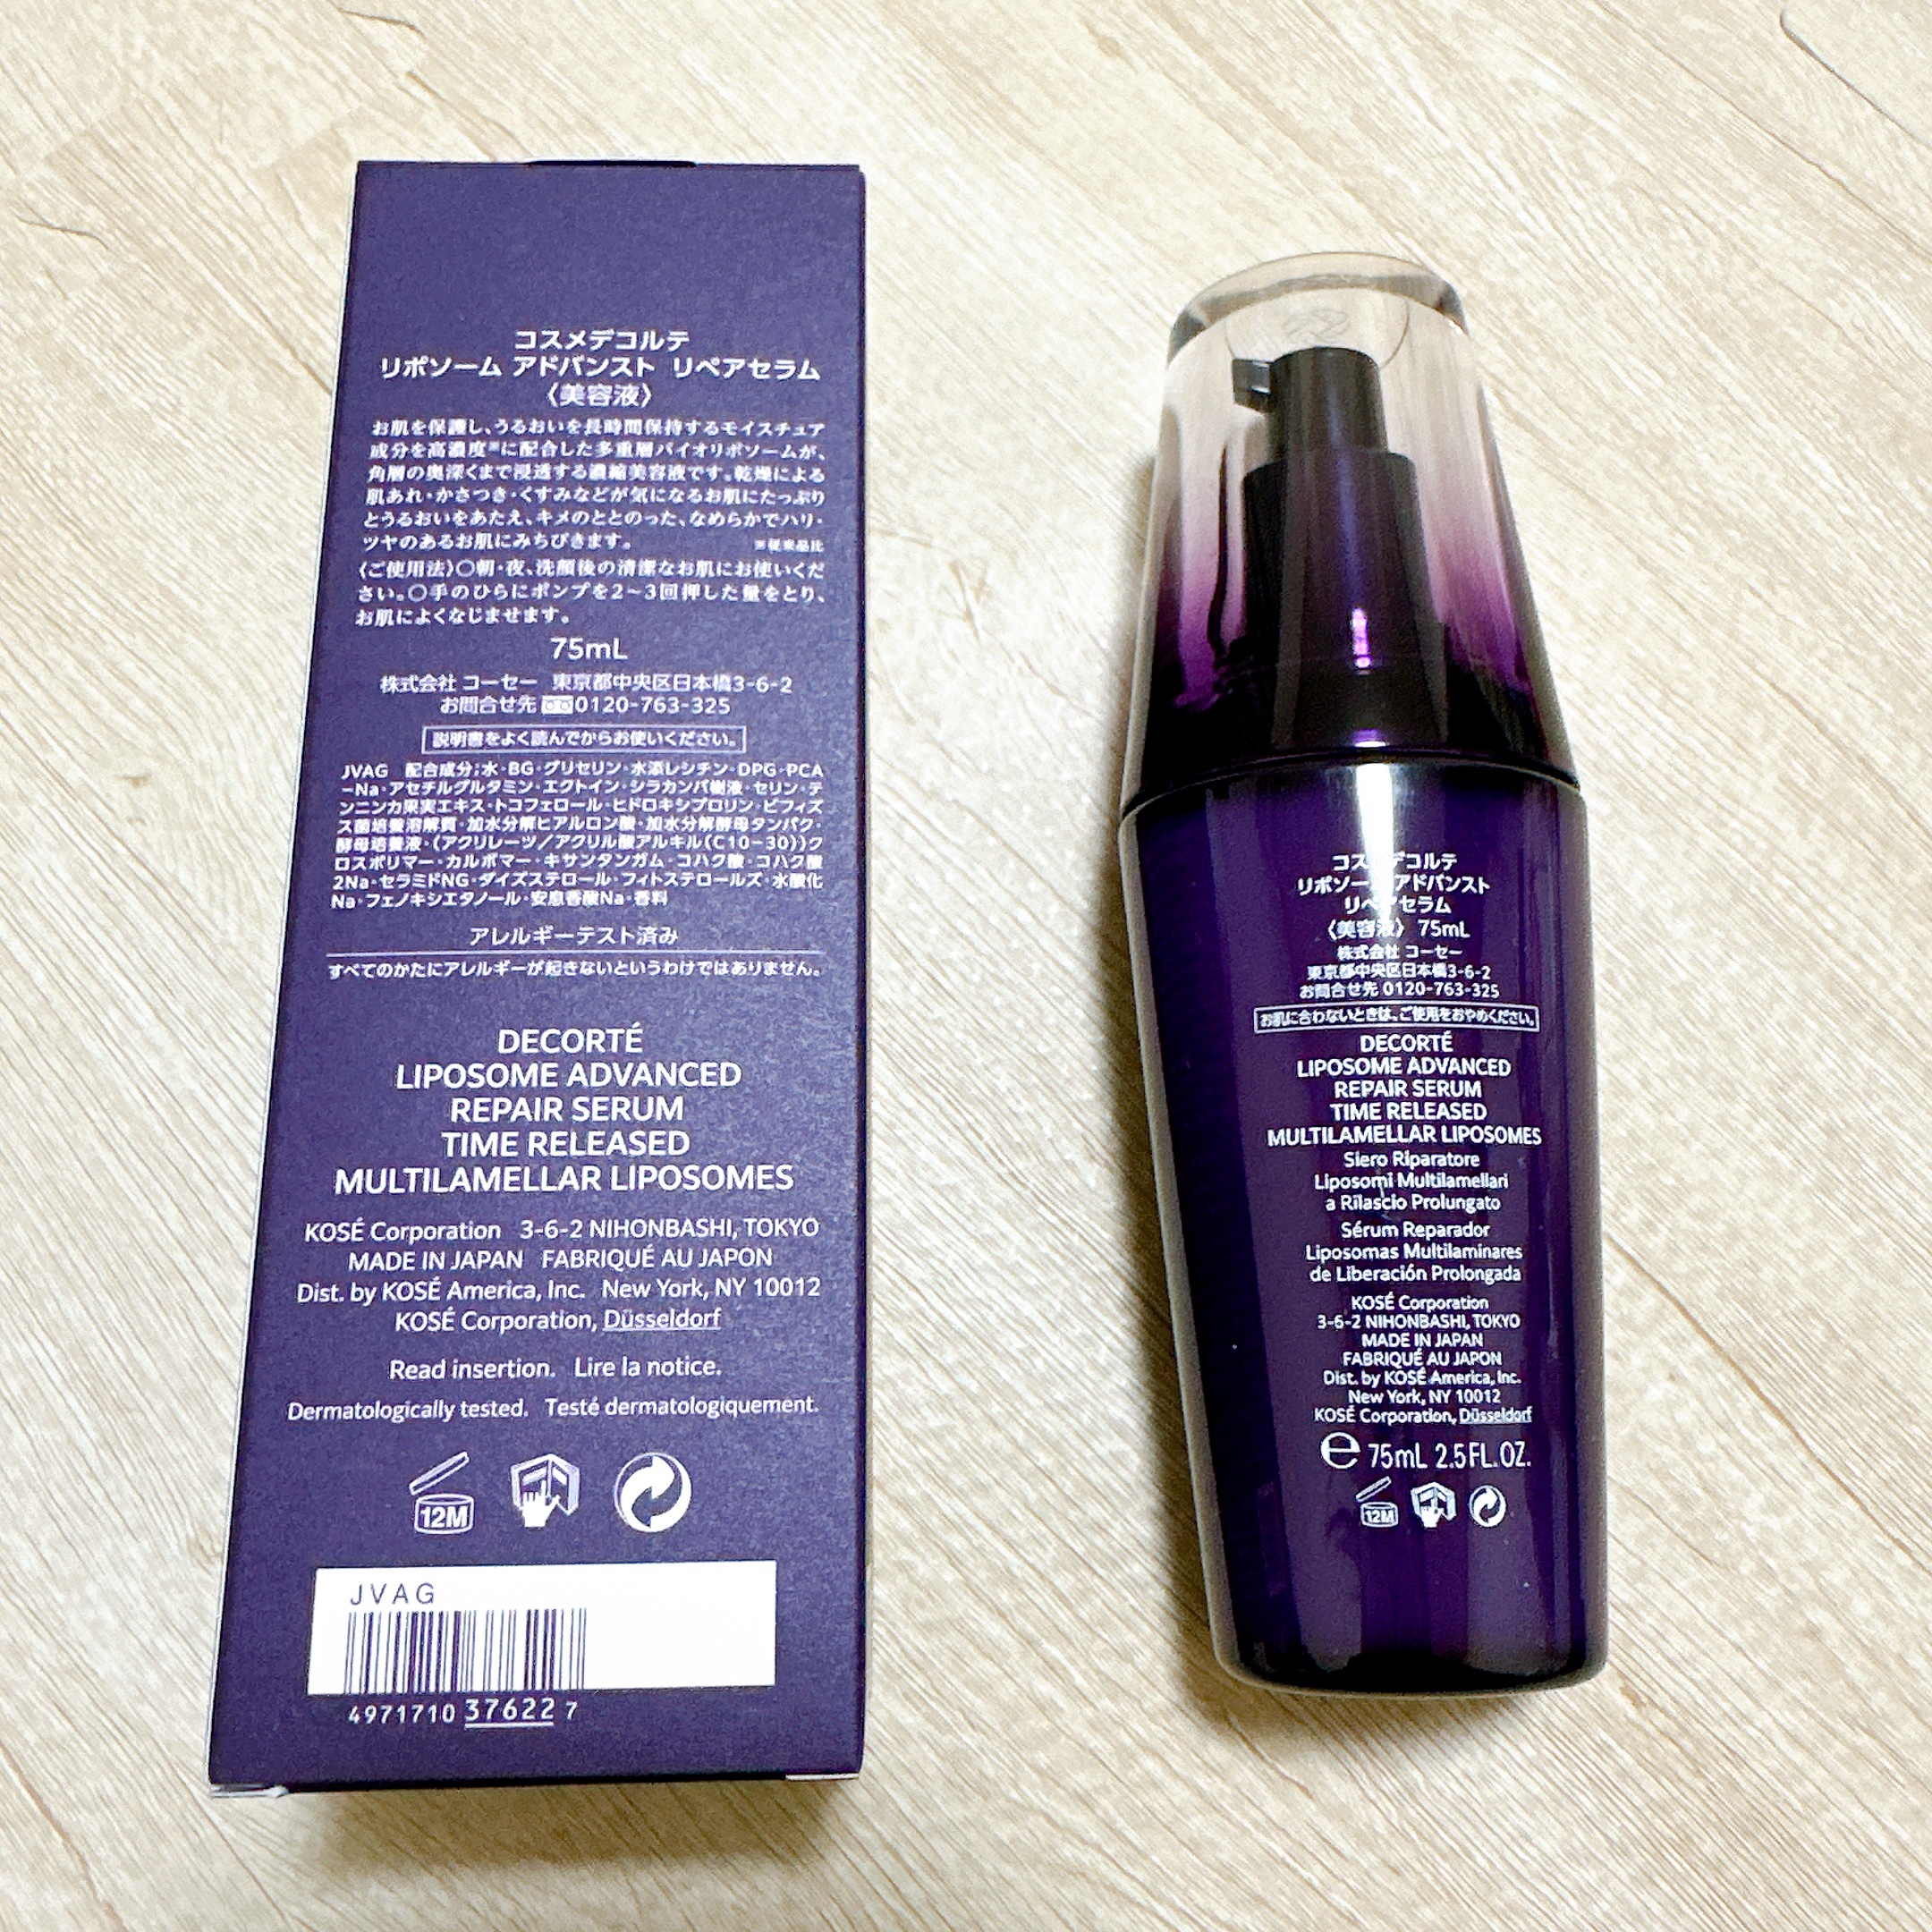 コスメデコルテ
リポソーム アドバンスト リペアセラム
〈美容液〉
お肌を保護し、うるおいを長時間保持するモイスチュア
成分を高濃度※に配合した多重層バイオリポソームが、
角層の奥深くまで浸透する濃縮美容液です。乾燥による
肌あれ・かさつき・くすみなどが気になるお肌にたっぷり
とうるおいをあたえ、キメのととのった、なめらかでハリ・
ツヤのあるお肌にみちびきます。 ※従来品比
〈ご使用法〉○朝・夜、洗顔後の清潔なお肌にお使いくだ
さい。○手のひらにポンプを2～3回押した量をとり、
お肌によくなじませます。
75mL
株式会社 コーセー 東京都中央区日本橋3-6-2
お問合せ先 0120-763-325
説明書をよく読んでからお使いください。
JVAG 配合成分；水・BG・グリセリン・水添レシチン・DPG・PCA
－Na・アセチルグルタミン・エクトイン・シラカンバ樹液・セリン・テ
ンニンカ果実エキス・トコフェロール・ヒドロキシプロリン・ビフィズ
ス菌培養溶解質・加水分解ヒアルロン酸・加水分解酵母タンパク・
酵母培養液・（アクリレーツ／アクリル酸アルキル（C10－30））ク
ロスポリマー・カルボマー・キサンタンガム・コハク酸・コハク酸
2Na・セラミドNG・ダイズステロール・フィトステロールズ・水酸化
Na・フェノキシエタノール・安息香酸Na・香料
アレルギーテスト済み
すべてのかたにアレルギーが起きないというわけではありません。
DECORTÉ
LIPOSOME ADVANCED
REPAIR SERUM
TIME RELEASED
MULTILAMELLAR LIPOSOMES
KOSÉ Corporation 3-6-2 NIHONBASHI, TOKYO
MADE IN JAPAN FABRIQUÉ AU JAPON
Dist. by KOSÉ America, Inc. New York, NY 10012
KOSÉ Corporation, Düsseldorf
Read insertion. Lire la notice.
Dermatologically tested. Testé dermatologiquement.
12M
JVAG
4971710 37622 7
コスメデコルテ
リポソーム アドバンスト
リペアセラム
〈美容液〉 75mL
株式会社 コーセー
東京都中央区日本橋3-6-2
お問合せ先 0120-763-325
お肌に合わないときは、ご使用をおやめください。
DECORTÉ
LIPOSOME ADVANCED
REPAIR SERUM
TIME RELEASED
MULTILAMELLAR LIPOSOMES
Siero Riparatore
Liposomi Multilamellari
a Rilascio Prolungato
Sérum Reparador
Liposomas Multilaminares
de Liberación Prolongada
KOSÉ Corporation
3-6-2 NIHONBASHI, TOKYO
MADE IN JAPAN
FABRIQUÉ AU JAPON
Dist. by KOSÉ America, Inc.
New York, NY 10012
KOSÉ Corporation, Düsseldorf
℮ 75mL 2.5 FL. OZ.
12M